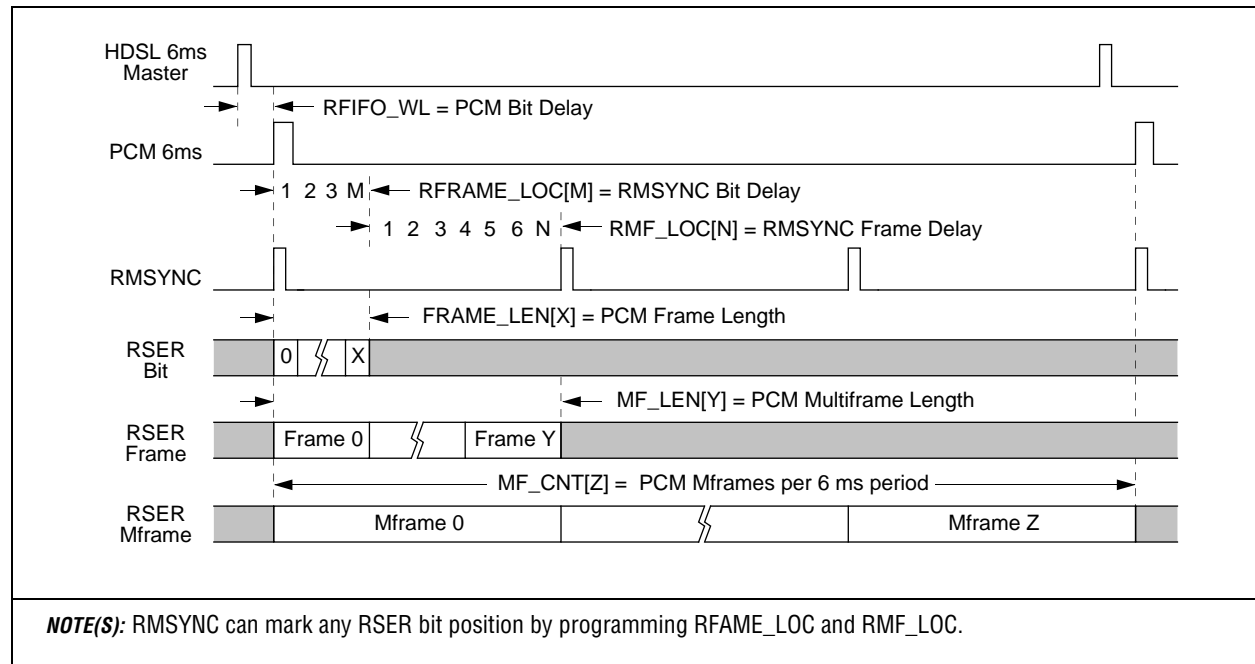 HDSL 6ms
Master
RFIFO_WL = PCM Bit Delay
PCM 6ms
1 2 3 M
RFRAME_LOC[M] = RMSYNC Bit Delay
1 2 3 4 5 6 N
RMF_LOC[N] = RMSYNC Frame Delay
RMSYNC
FRAME_LEN[X] = PCM Frame Length
RSER
Bit
0
X
MF_LEN[Y] = PCM Multiframe Length
RSER
Frame
Frame 0
Frame Y
MF_CNT[Z] = PCM Mframes per 6 ms period
RSER
Mframe
Mframe 0
Mframe Z
NOTE(S): RMSYNC can mark any RSER bit position by programming RFAME_LOC and RMF_LOC.